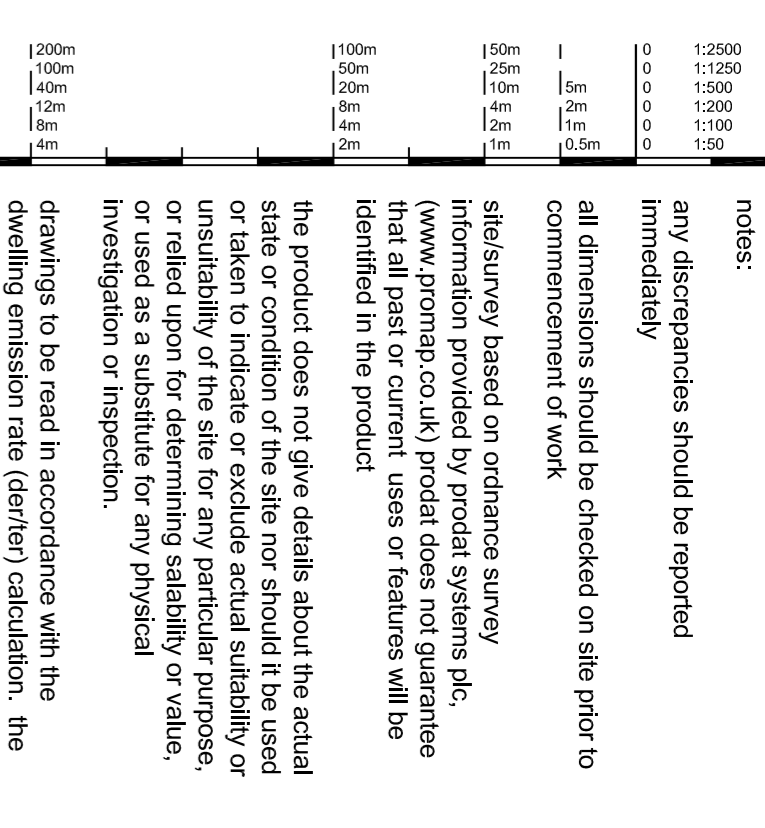 200m 100m 50m 0 1:2500
100m 50m 25m 0 1:1250
40m 20m 10m 5m 0 1:500
12m 8m 4m 2m 0 1:200
8m 4m 2m 1m 0 1:100
4m 2m 1m 0.5m 0 1:50
notes:
any discrepancies should be reported
immediately
all dimensions should be checked on site prior to
commencement of work
site/survey based on ordnance survey
information provided by prodat systems plc,
(www.promap.co.uk) prodat does not guarantee
that all past or current uses or features will be
identified in the product
the product does not give details about the actual
state or condition of the site nor should it be used
or taken to indicate or exclude actual suitability or
unsuitability of the site for any particular purpose,
or relied upon for determining salability or value,
or used as a substitute for any physical
investigation or inspection.
drawings to be read in accordance with the
dwelling emission rate (der/ter) calculation. the